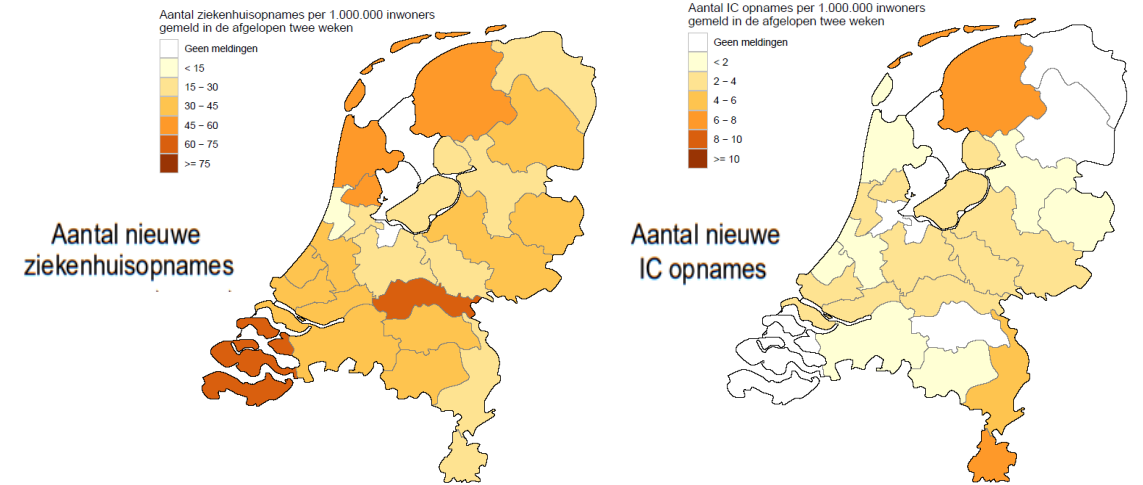 Aantal ziekenhuisopnames per 1.000.000 inwoners
gemeld in de afgelopen twee weken
Geen meldingen
< 15
15 – 30
30 – 45
45 – 60
60 – 75
>= 75
Aantal nieuwe
ziekenhuisopnames
Aantal IC opnames per 1.000.000 inwoners
gemeld in de afgelopen twee weken
Geen meldingen
< 2
2 – 4
4 – 6
6 – 8
8 – 10
>= 10
Aantal nieuwe
IC opnames